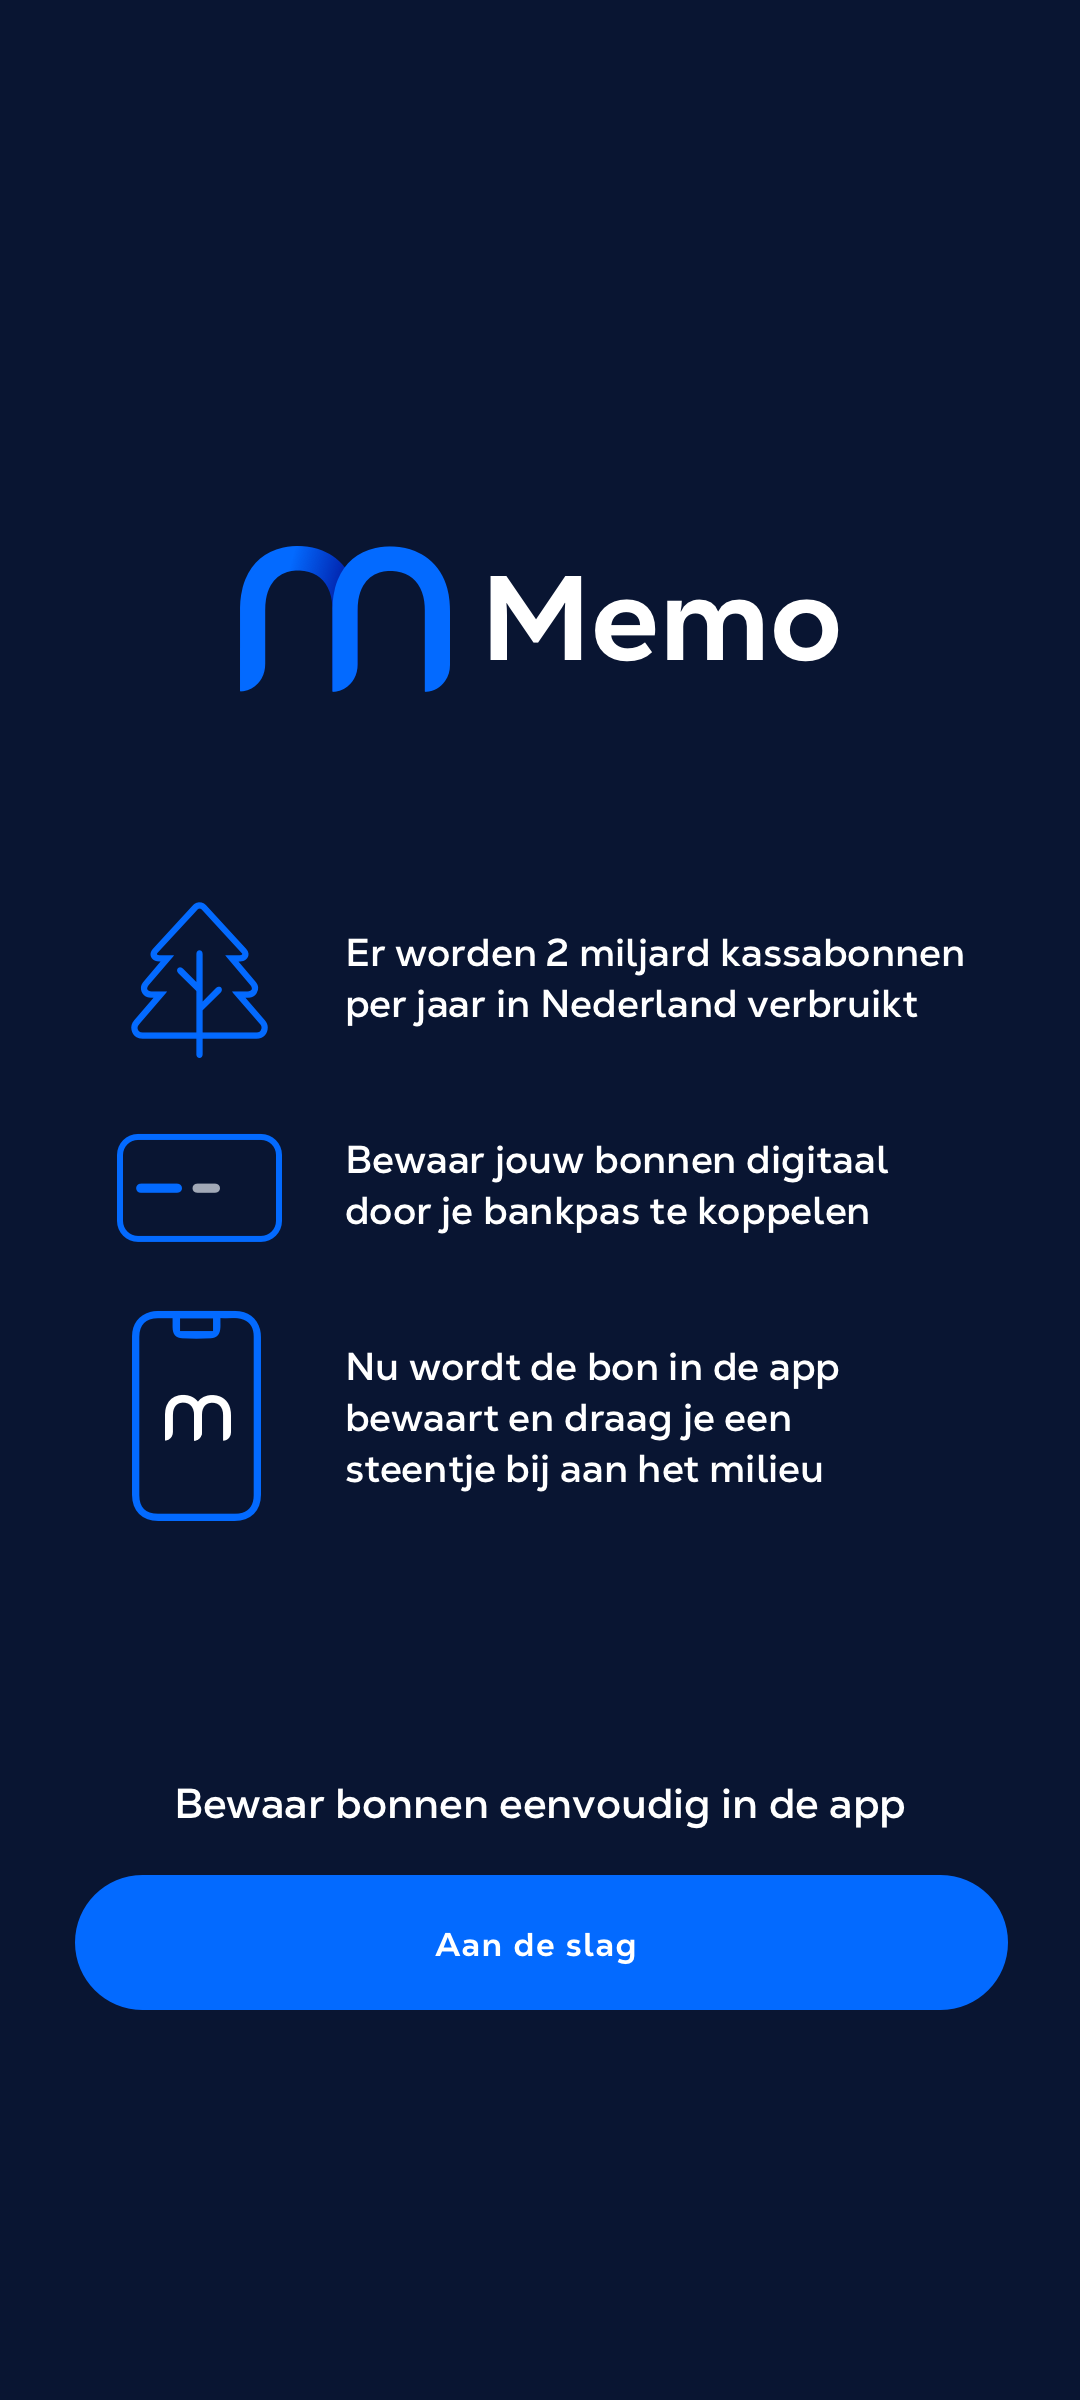 Memo
Er worden 2 miljard kassabonnen
per jaar in Nederland verbruikt
Bewaar jouw bonnen digitaal
door je bankpas te koppelen
Nu wordt de bon in de app
bewaart en draag je een
steentje bij aan het milieu
Bewaar bonnen eenvoudig in de app
Aan de slag